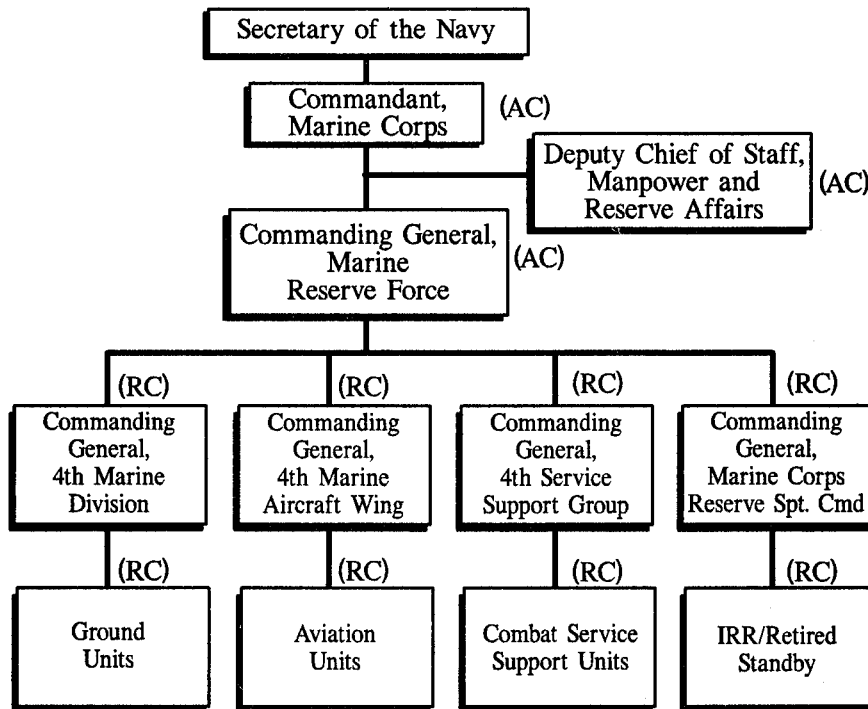 Secretary of the Navy
Commandant,
Marine Corps
(AC)
Deputy Chief of Staff,
Manpower and
Reserve Affairs
(AC)
Commanding General,
Marine
Reserve Force
(AC)
(RC)
Commanding
General,
4th Marine
Division
(RC)
Commanding
General,
4th Marine
Aircraft Wing
(RC)
Commanding
General,
4th Service
Support Group
(RC)
Commanding
General,
Marine Corps
Reserve Spt. Cmd
(RC)
Ground
Units
(RC)
Aviation
Units
(RC)
Combat Service
Support Units
(RC)
IRR/Retired
Standby